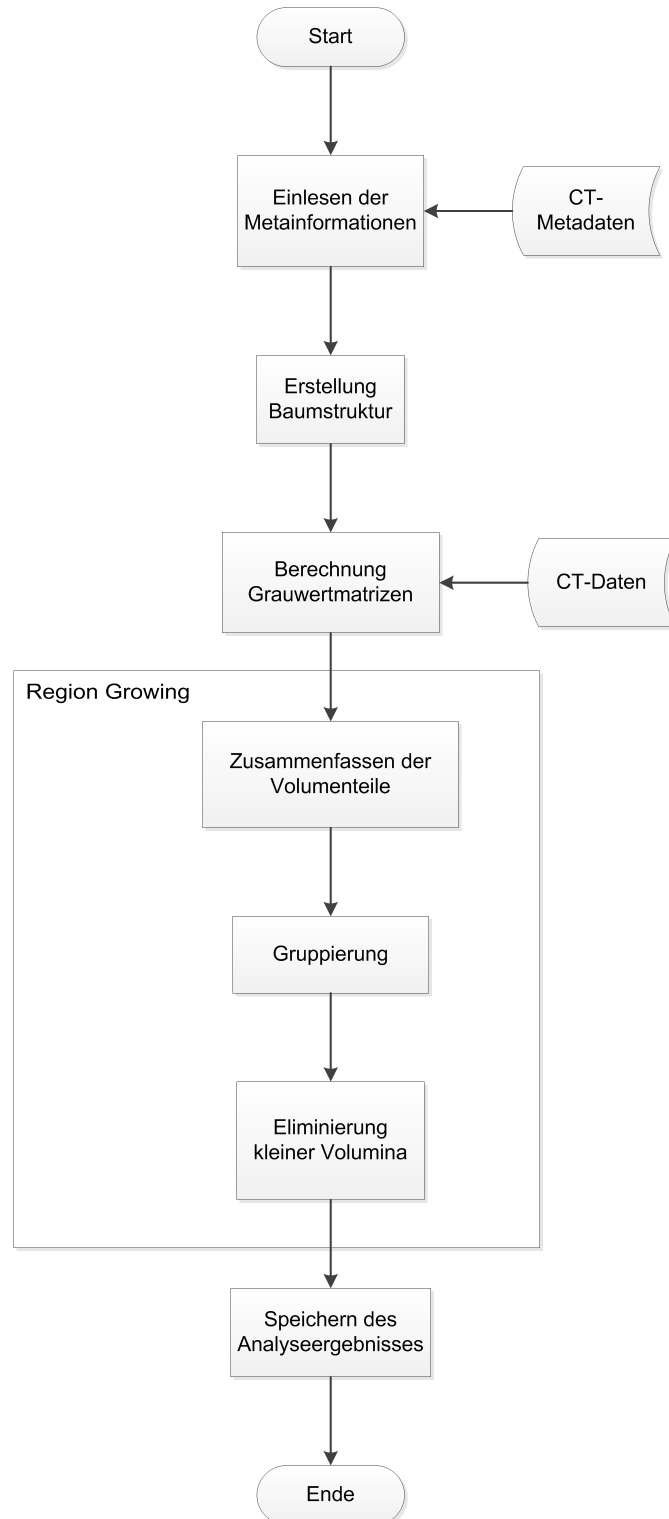 Start
Einlesen der
Metainformationen
CT-
Metadaten
Erstellung
Baumstruktur
Berechnung
Grauwertmatrizen
CT-Daten
Region Growing
Zusammenfassen der
Volumenteile
Gruppierung
Eliminierung
kleiner Volumina
Speichern des
Analyseergebnisses
Ende